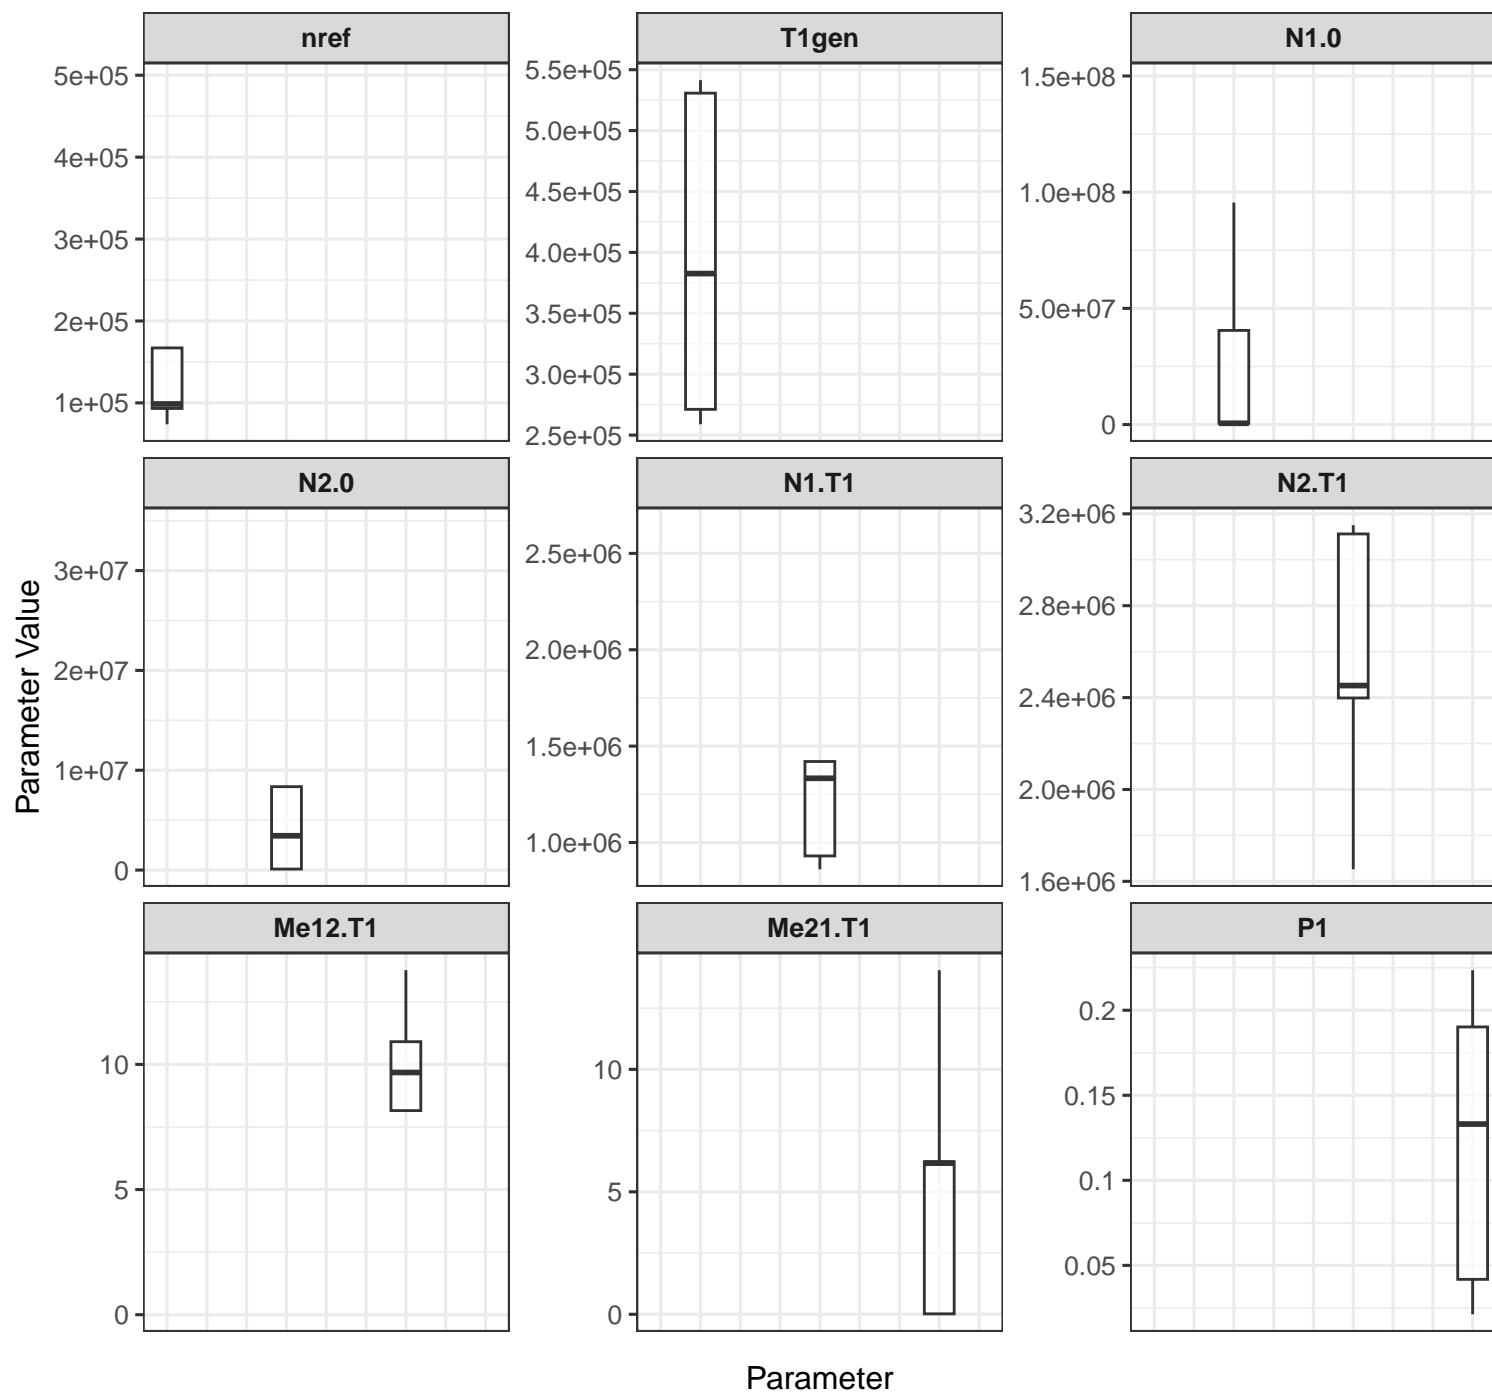 nref
T1gen
N1.0
5e+05
4e+05
3e+05
2e+05
1e+05
5.5e+05
5.0e+05
4.5e+05
4.0e+05
3.5e+05
3.0e+05
2.5e+05
1.5e+08
1.0e+08
5.0e+07
0
N2.0
N1.T1
N2.T1
3e+07
2e+07
1e+07
0
2.5e+06
2.0e+06
1.5e+06
1.0e+06
3.2e+06
2.8e+06
2.4e+06
2.0e+06
1.6e+06
Me12.T1
Me21.T1
P1
10
5
0
10
5
0
0.2
0.15
0.1
0.05
Parameter Value
Parameter